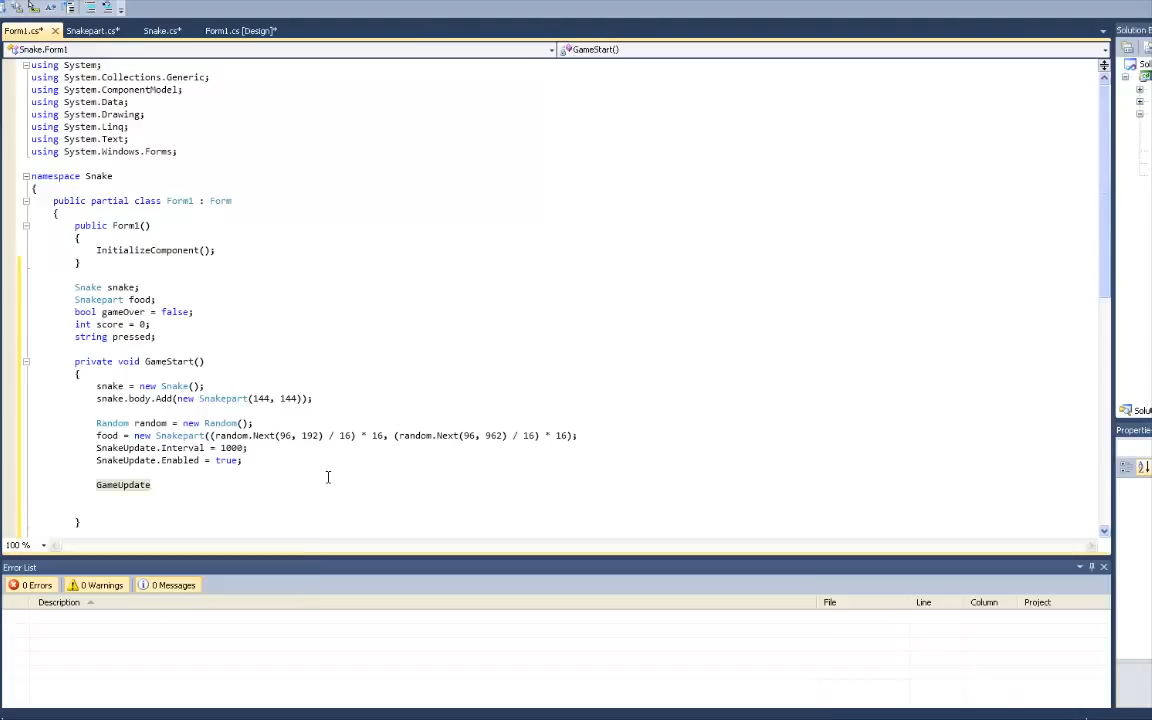 Form1.cs* Snakepart.cs* Snake.cs* Form1.cs [Design]*
Solution E
Snake.Form1 GameStart()
using System;
using System.Collections.Generic;
using System.ComponentModel;
using System.Data;
using System.Drawing;
using System.Linq;
using System.Text;
using System.Windows.Forms;
namespace Snake
{
public partial class Form1 : Form
{
public Form1()
{
InitializeComponent();
}
Snake snake;
Snakepart food;
bool gameOver = false;
int score = 0;
string pressed;
private void GameStart()
{
snake = new Snake();
snake.body.Add(new Snakepart(144, 144));
Random random = new Random();
food = new Snakepart((random.Next(96, 192) / 16) * 16, (random.Next(96, 962) / 16) * 16);
SnakeUpdate.Interval = 1000;
SnakeUpdate.Enabled = true;
GameUpdate
}
Sol
Solut
Properties
100 %
Error List
0 Errors 0 Warnings 0 Messages
Description File Line Column Project